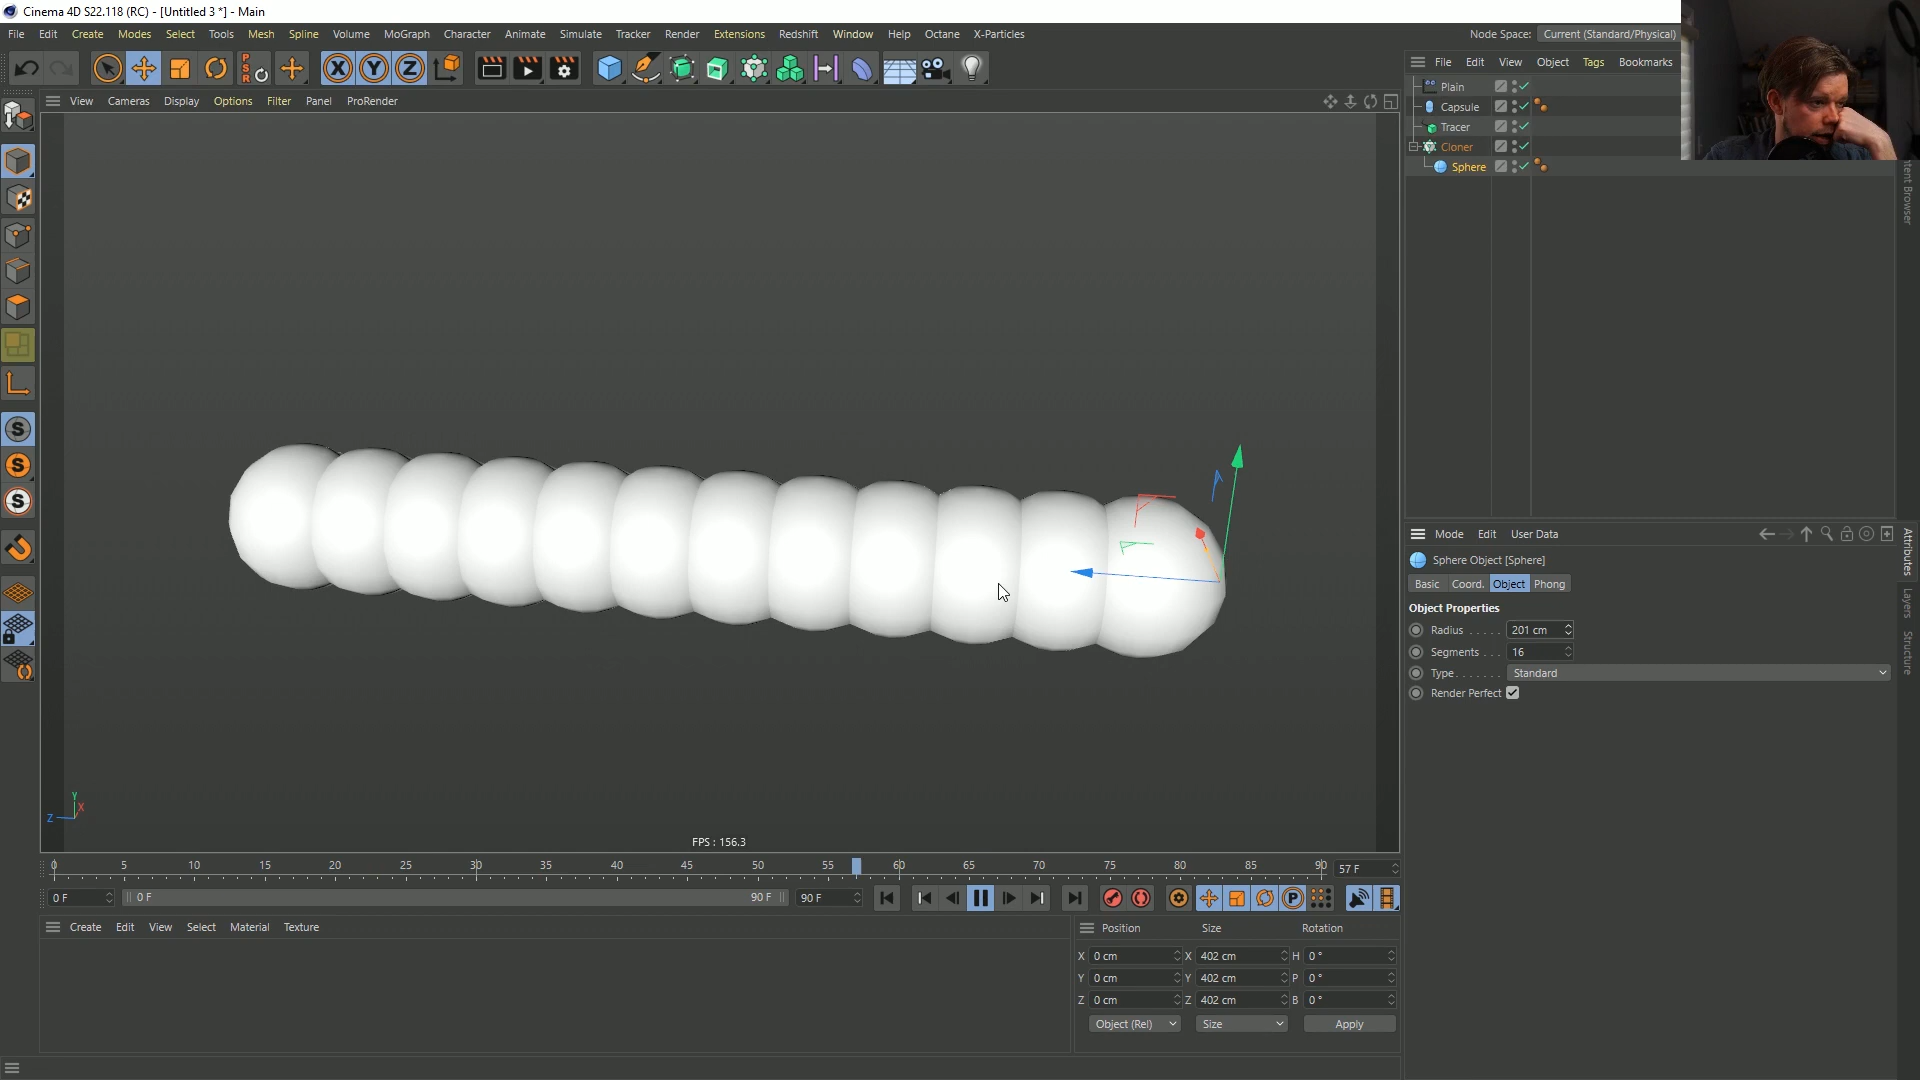 Cinema 4D S22.118 (RC) - [Untitled 3 *] - Main
File Edit Create Modes Select Tools Mesh Spline Volume MoGraph Character Animate Simulate Tracker Render Extensions Redshift Window Help Octane X-Particles
Node Space: Current (Standard/Physical)
PSR
X Y Z
File Edit View Object Tags Bookmarks
View Cameras Display Options Filter Panel ProRender
Plain
Capsule
Tracer
Cloner
Sphere
S
S
S
Mode Edit User Data
Attributes
Layers
Structure
Sphere Object [Sphere]
Basic Coord. Object Phong
Object Properties
Radius . . . . . 201 cm
Segments . . . 16
Type . . . . . . . Standard
Render Perfect
Y
X
Z
FPS : 156.3
0 5 10 15 20 25 30 35 40 45 50 55 60 65 70 75 80 85 90 57 F
0 F 0 F 90 F 90 F P
Create Edit View Select Material Texture
Position Size Rotation
X 0 cm X 402 cm H 0 °
Y 0 cm Y 402 cm P 0 °
Z 0 cm Z 402 cm B 0 °
Object (Rel) Size Apply